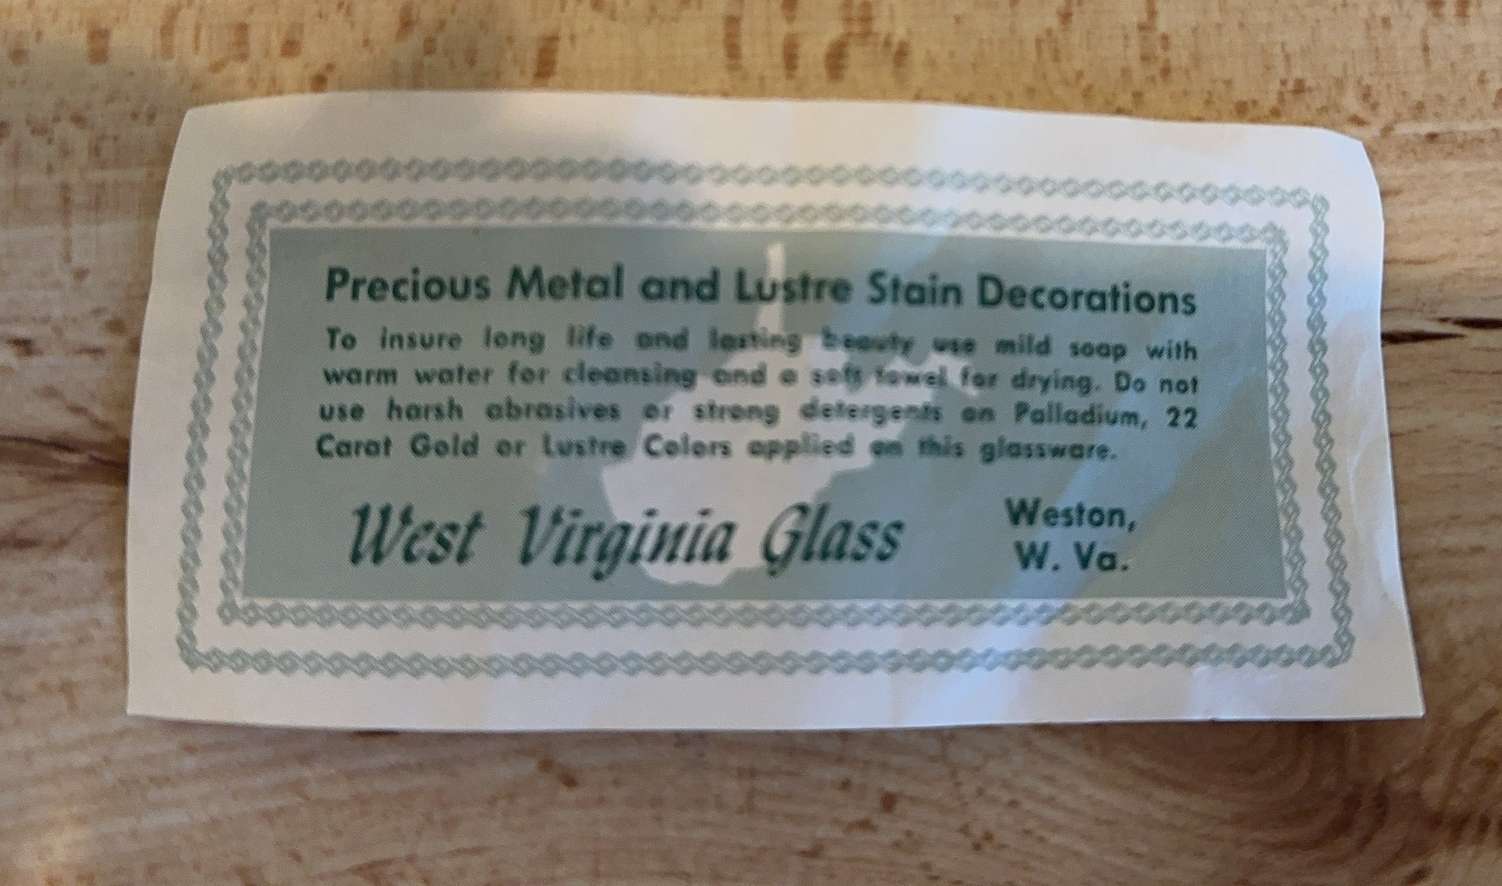 Precious Metal and Lustre Stain Decorations
To insure long life and lasting beauty use mild soap with
warm water for cleansing and a soft towel for drying. Do not
use harsh abrasives or strong detergents on Palladium, 22
Carat Gold or Lustre Colors applied on this glassware.
West Virginia Glass
Weston,
W. Va.